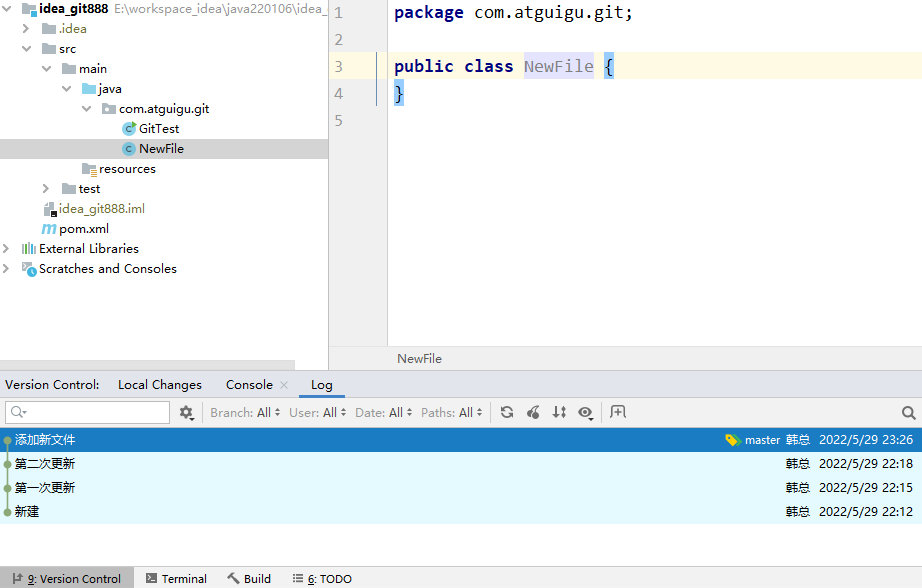 idea_git888 E:\workspace_idea\java220106\idea_
.idea
src
main
java
com.atguigu.git
GitTest
NewFile
resources
test
idea_git888.iml
pom.xml
External Libraries
Scratches and Consoles
1 package com.atguigu.git;
2
3 public class NewFile {
4 }
5
NewFile
Version Control: Local Changes Console Log
Branch: All User: All Date: All Paths: All
添加新文件 master 韩总 2022/5/29 23:26
第二次更新 韩总 2022/5/29 22:18
第一次更新 韩总 2022/5/29 22:15
新建 韩总 2022/5/29 22:12
9: Version Control Terminal Build 6: TODO